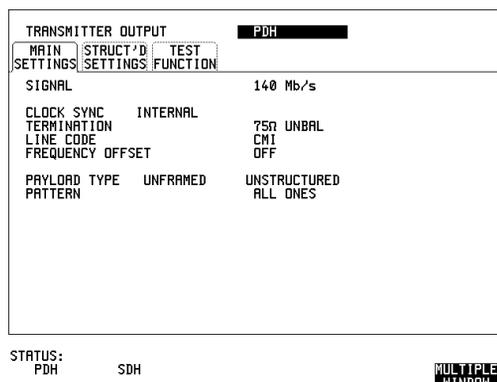 TRANSMITTER OUTPUT PDH
MAIN SETTINGS STRUCT'D SETTINGS TEST FUNCTION
SIGNAL 140 Mb/s
CLOCK SYNC INTERNAL
TERMINATION 75Ω UNBAL
LINE CODE CMI
FREQUENCY OFFSET OFF
PAYLOAD TYPE UNFRAMED UNSTRUCTURED
PATTERN ALL ONES
STATUS:
PDH SDH
MULTIPLE
WINDOW